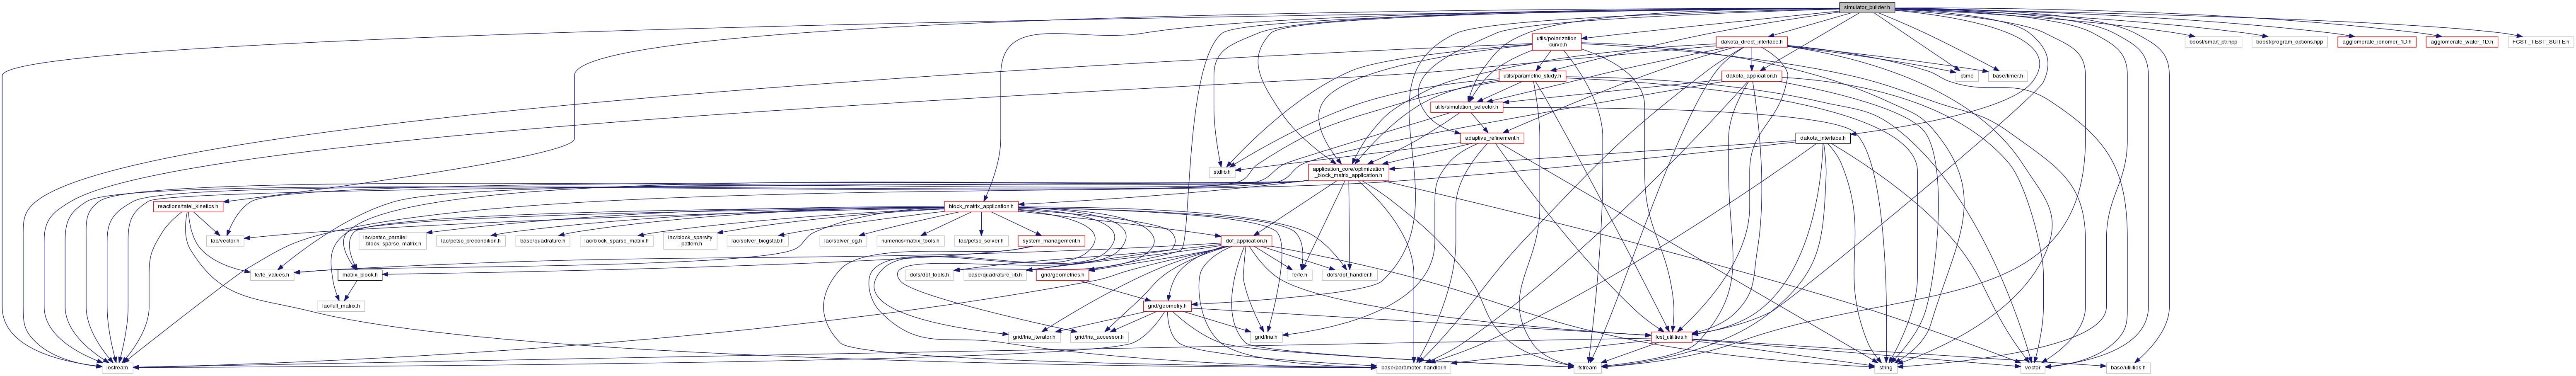 simulator_builder.h
utils/polarization
_curve.h
dakota_direct_interface.h
boost/smart_ptr.hpp
boost/program_options.hpp
agglomerate_ionomer_1D.h
agglomerate_water_1D.h
FCST_TEST_SUITE.h
utils/parametric_study.h
dakota_application.h
ctime
base/timer.h
utils/simulation_selector.h
adaptive_refinement.h
dakota_interface.h
stdlib.h
application_core/optimization
_block_matrix_application.h
reactions/tafel_kinetics.h
block_matrix_application.h
lac/vector.h
lac/petsc_parallel
_block_sparse_matrix.h
lac/petsc_precondition.h
base/quadrature.h
lac/block_sparse_matrix.h
lac/block_sparsity
_pattern.h
lac/solver_bicgstab.h
lac/solver_cg.h
numerics/matrix_tools.h
lac/petsc_solver.h
system_management.h
dof_application.h
fe/fe_values.h
matrix_block.h
dofs/dof_tools.h
base/quadrature_lib.h
grid/geometries.h
fe/fe.h
dofs/dof_handler.h
lac/full_matrix.h
grid/geometry.h
grid/tria_iterator.h
grid/tria_accessor.h
grid/tria.h
fcst_utilities.h
iostream
base/parameter_handler.h
fstream
string
vector
base/utilities.h